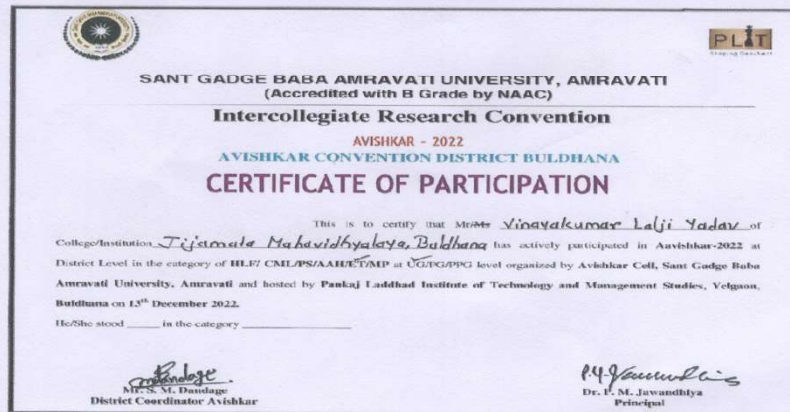 PLIT
SANT GADGE BABA AMRAVATI UNIVERSITY, AMRAVATI
(Accredited with B Grade by NAAC)
Intercollegiate Research Convention
AVISHKAR - 2022
AVISHKAR CONVENTION DISTRICT BULDHANA
CERTIFICATE OF PARTICIPATION
This is to certify that Mr/Ms Vinayakumar Lalji Yadav of
College/Institution Jijamata Mahavidhyalaya, Buldhana has actively participated in Aavishkar-2022 at
District Level in the category of HLF/ CML/PS/AAH/ET/MP at UG/PG/PPG level organized by Avishkar Cell, Sant Gadge Baba
Amravati University, Amravati and hosted by Pankaj Laddhad Institute of Technology and Management Studies, Yelgaon,
Buldhana on 13th December 2022.
He/She stood _____ in the category _______________
Mr. S. M. Dandage
District Coordinator Avishkar
Dr. P. M. Jawandhiya
Principal